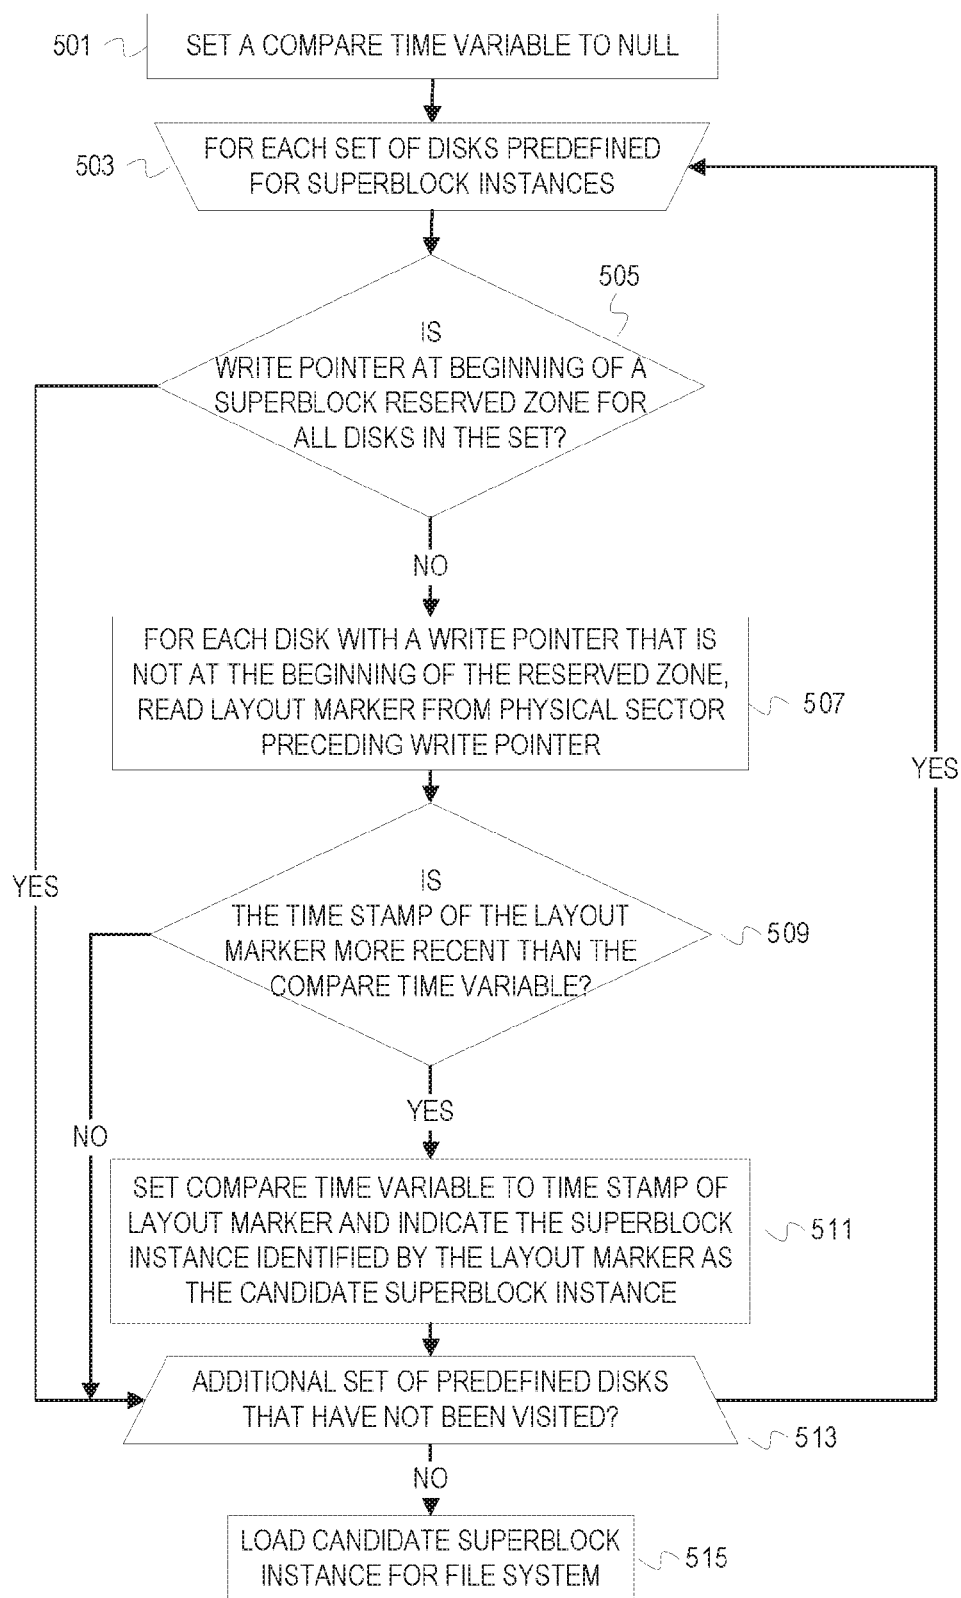 501
SET A COMPARE TIME VARIABLE TO NULL
503
FOR EACH SET OF DISKS PREDEFINED
FOR SUPERBLOCK INSTANCES
505
IS
WRITE POINTER AT BEGINNING OF A
SUPERBLOCK RESERVED ZONE FOR
ALL DISKS IN THE SET?
NO
FOR EACH DISK WITH A WRITE POINTER THAT IS
NOT AT THE BEGINNING OF THE RESERVED ZONE,
READ LAYOUT MARKER FROM PHYSICAL SECTOR
PRECEDING WRITE POINTER
507
YES
YES
IS
THE TIME STAMP OF THE LAYOUT
MARKER MORE RECENT THAN THE
COMPARE TIME VARIABLE?
509
YES
NO
SET COMPARE TIME VARIABLE TO TIME STAMP OF
LAYOUT MARKER AND INDICATE THE SUPERBLOCK
INSTANCE IDENTIFIED BY THE LAYOUT MARKER AS
THE CANDIDATE SUPERBLOCK INSTANCE
511
ADDITIONAL SET OF PREDEFINED DISKS
THAT HAVE NOT BEEN VISITED?
513
NO
LOAD CANDIDATE SUPERBLOCK
INSTANCE FOR FILE SYSTEM
515